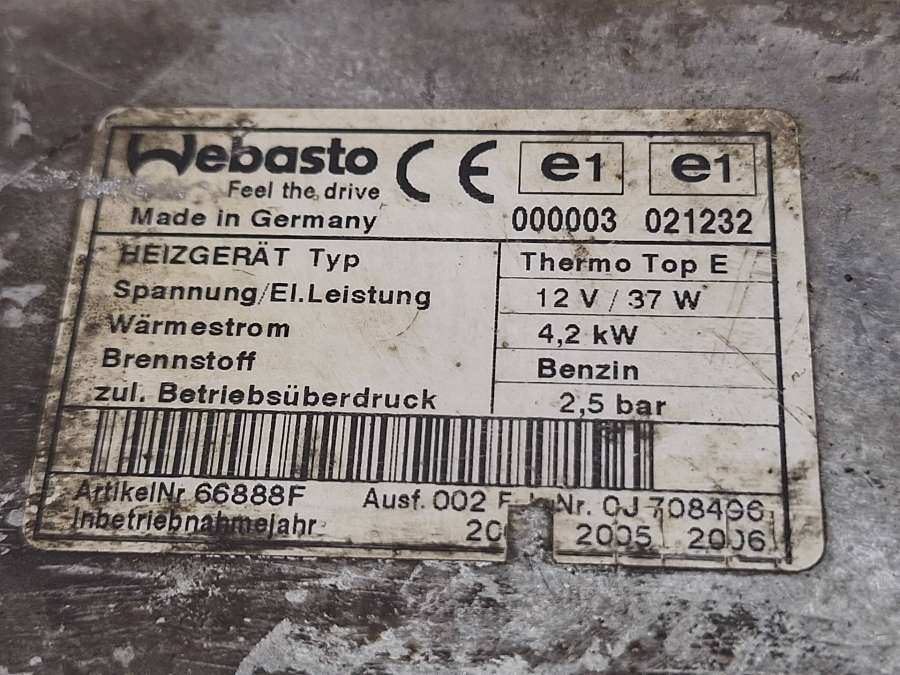 Webasto
Feel the drive
Made in Germany
CE
e1 e1
000003 021232
HEIZGERÄT Typ Thermo Top E
Spannung/El.Leistung 12 V / 37 W
Wärmestrom 4,2 kW
Brennstoff Benzin
zul. Betriebsüberdruck 2,5 bar
ArtikelNr 66888F Ausf. 002 Nr. 0J 708496
Inbetriebnahmejahr 2005 2006